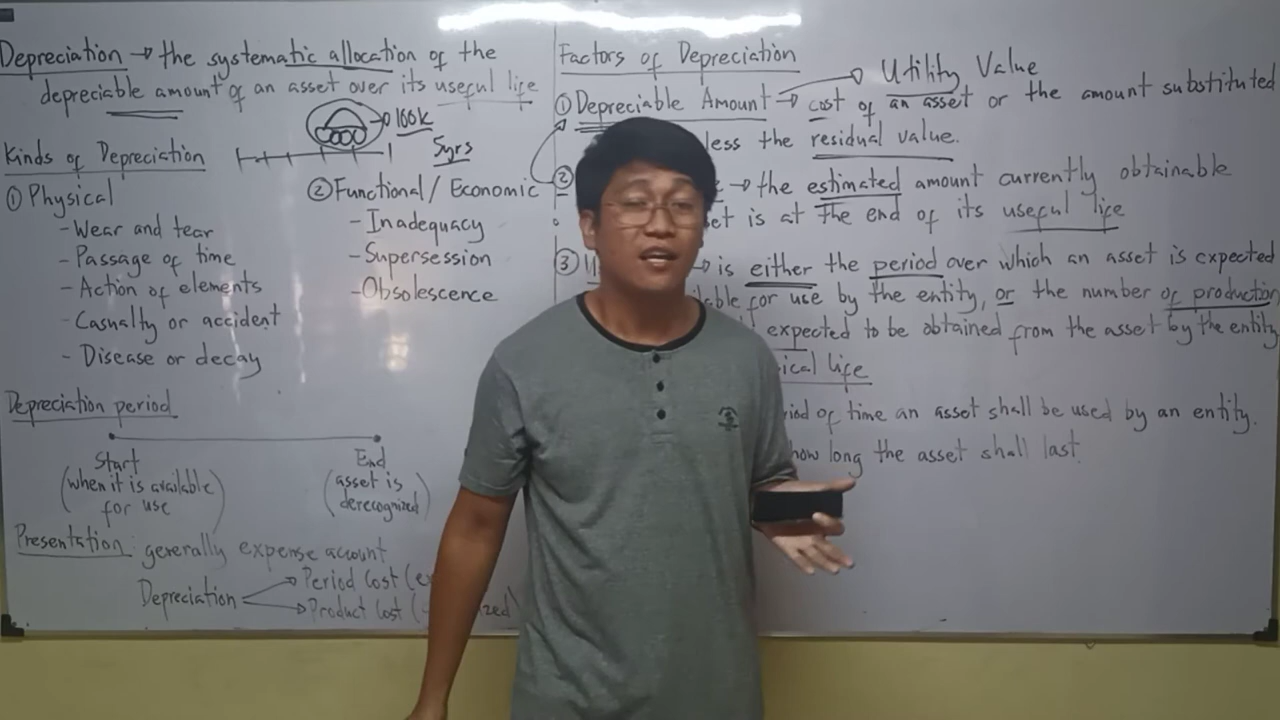 Depreciation → the systematic allocation of the
depreciable amount of an asset over its useful life
100k
5yrs
Kinds of Depreciation
① Physical
- Wear and tear
- Passage of time
- Action of elements
- Casualty or accident
- Disease or decay
② Functional / Economic
- Inadequacy
- Supersession
- Obsolescence
Depreciation period
Start
(when it is available
for use)
End
(asset is
derecognized)
Presentation: generally expense account
Depreciation
Period Cost
Product Cost
Factors of Depreciation
Utility Value
① Depreciable Amount → cost of an asset or the amount substituted
less the residual value.
② → the estimated amount currently obtainable
is at the end of its useful life
③ → is either the period over which an asset is expected
for use by the entity, or the number of production
expected to be obtained from the asset by the entity
life
of time an asset shall be used by an entity.
how long the asset shall last.